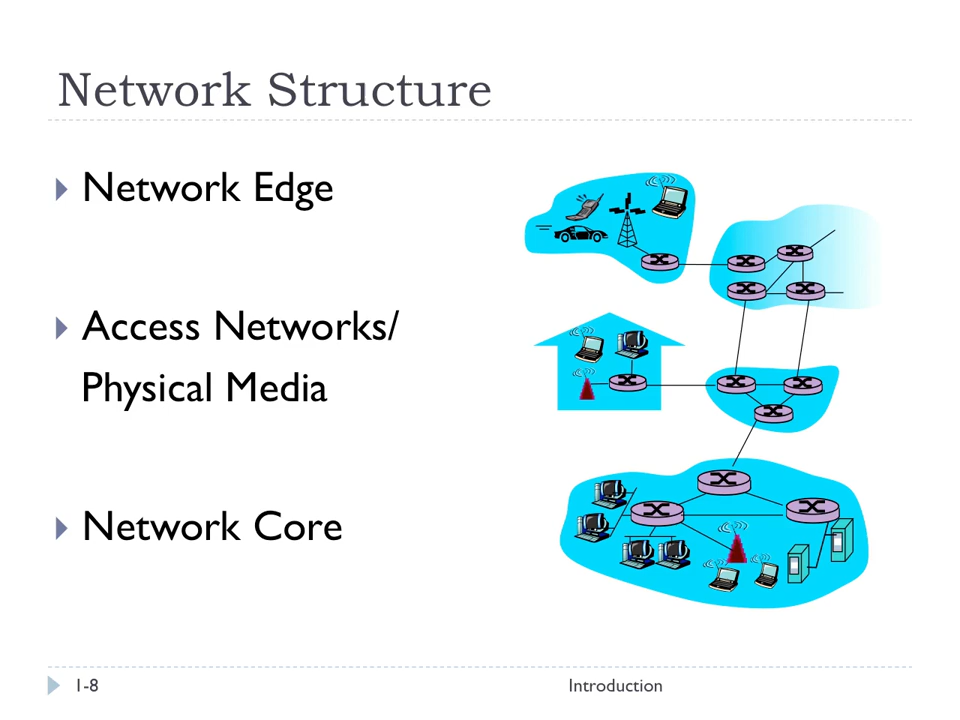 Network Structure
Network Edge
Access Networks/
Physical Media
Network Core
1-8
Introduction